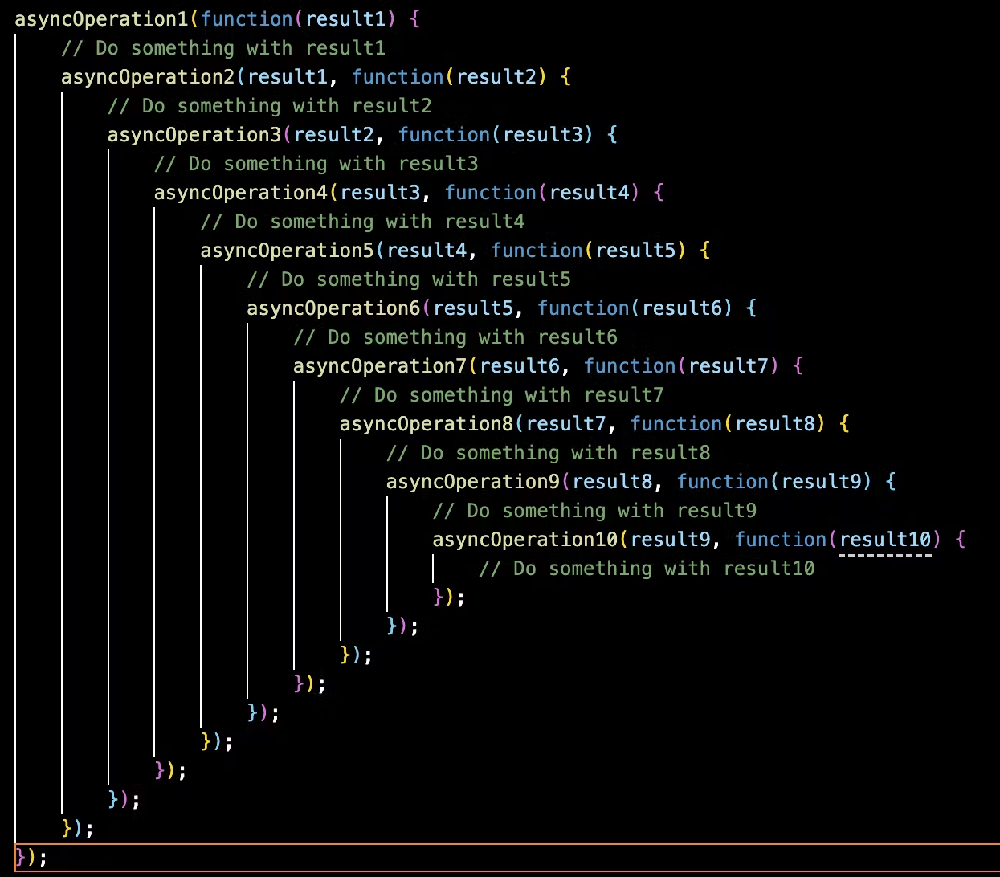 asyncOperation1(function(result1) {
// Do something with result1
asyncOperation2(result1, function(result2) {
// Do something with result2
asyncOperation3(result2, function(result3) {
// Do something with result3
asyncOperation4(result3, function(result4) {
// Do something with result4
asyncOperation5(result4, function(result5) {
// Do something with result5
asyncOperation6(result5, function(result6) {
// Do something with result6
asyncOperation7(result6, function(result7) {
// Do something with result7
asyncOperation8(result7, function(result8) {
// Do something with result8
asyncOperation9(result8, function(result9) {
// Do something with result9
asyncOperation10(result9, function(result10) {
// Do something with result10
});
});
});
});
});
});
});
});
});
});